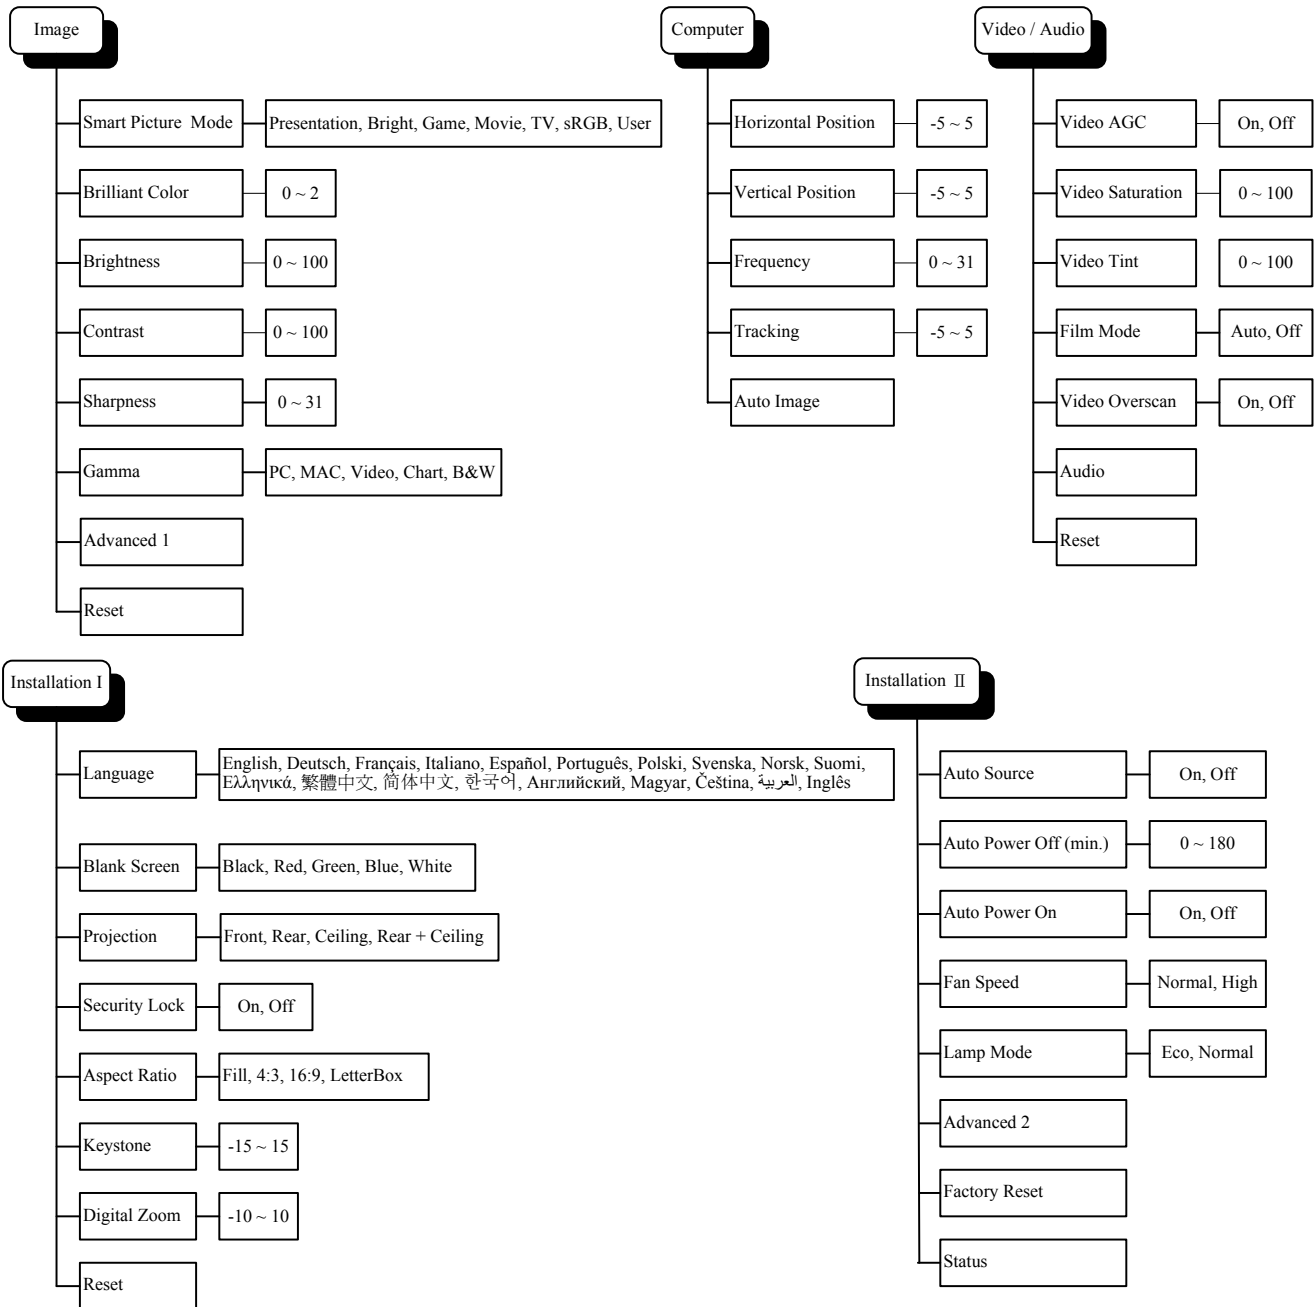 Image
Smart Picture Mode
Presentation, Bright, Game, Movie, TV, sRGB, User
Brilliant Color
0 ~ 2
Brightness
0 ~ 100
Contrast
0 ~ 100
Sharpness
0 ~ 31
Gamma
PC, MAC, Video, Chart, B&W
Advanced 1
Reset
Computer
Horizontal Position
-5 ~ 5
Vertical Position
-5 ~ 5
Frequency
0 ~ 31
Tracking
-5 ~ 5
Auto Image
Video / Audio
Video AGC
On, Off
Video Saturation
0 ~ 100
Video Tint
0 ~ 100
Film Mode
Auto, Off
Video Overscan
On, Off
Audio
Reset
Installation I
Language
English, Deutsch, Français, Italiano, Español, Português, Polski, Svenska, Norsk, Suomi,
Ελληνικά, 繁體中文, 简体中文, 한국어, Английский, Magyar, Čeština, العربية, Inglês
Blank Screen
Black, Red, Green, Blue, White
Projection
Front, Rear, Ceiling, Rear + Ceiling
Security Lock
On, Off
Aspect Ratio
Fill, 4:3, 16:9, LetterBox
Keystone
-15 ~ 15
Digital Zoom
-10 ~ 10
Reset
Installation Ⅱ
Auto Source
On, Off
Auto Power Off (min.)
0 ~ 180
Auto Power On
On, Off
Fan Speed
Normal, High
Lamp Mode
Eco, Normal
Advanced 2
Factory Reset
Status